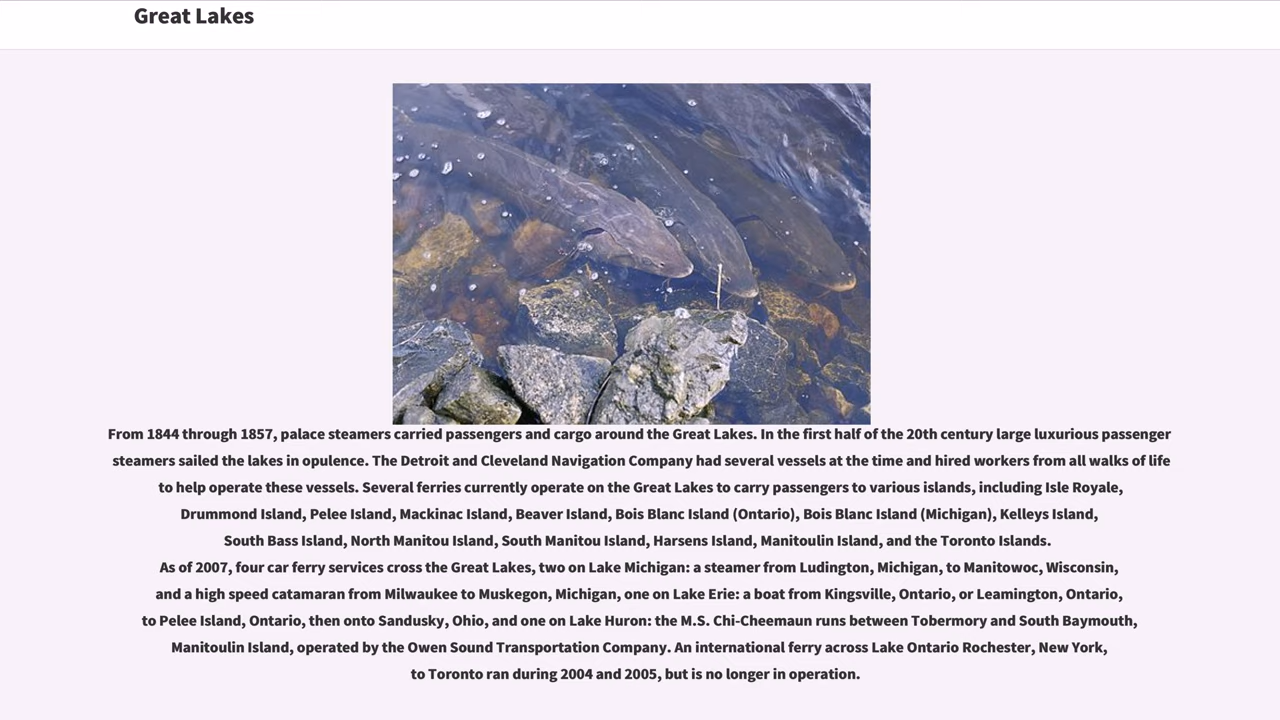 Great Lakes
From 1844 through 1857, palace steamers carried passengers and cargo around the Great Lakes. In the first half of the 20th century large luxurious passenger
steamers sailed the lakes in opulence. The Detroit and Cleveland Navigation Company had several vessels at the time and hired workers from all walks of life
to help operate these vessels. Several ferries currently operate on the Great Lakes to carry passengers to various islands, including Isle Royale,
Drummond Island, Pelee Island, Mackinac Island, Beaver Island, Bois Blanc Island (Ontario), Bois Blanc Island (Michigan), Kelleys Island,
South Bass Island, North Manitou Island, South Manitou Island, Harsens Island, Manitoulin Island, and the Toronto Islands.
As of 2007, four car ferry services cross the Great Lakes, two on Lake Michigan: a steamer from Ludington, Michigan, to Manitowoc, Wisconsin,
and a high speed catamaran from Milwaukee to Muskegon, Michigan, one on Lake Erie: a boat from Kingsville, Ontario, or Leamington, Ontario,
to Pelee Island, Ontario, then onto Sandusky, Ohio, and one on Lake Huron: the M.S. Chi-Cheemaun runs between Tobermory and South Baymouth,
Manitoulin Island, operated by the Owen Sound Transportation Company. An international ferry across Lake Ontario Rochester, New York,
to Toronto ran during 2004 and 2005, but is no longer in operation.